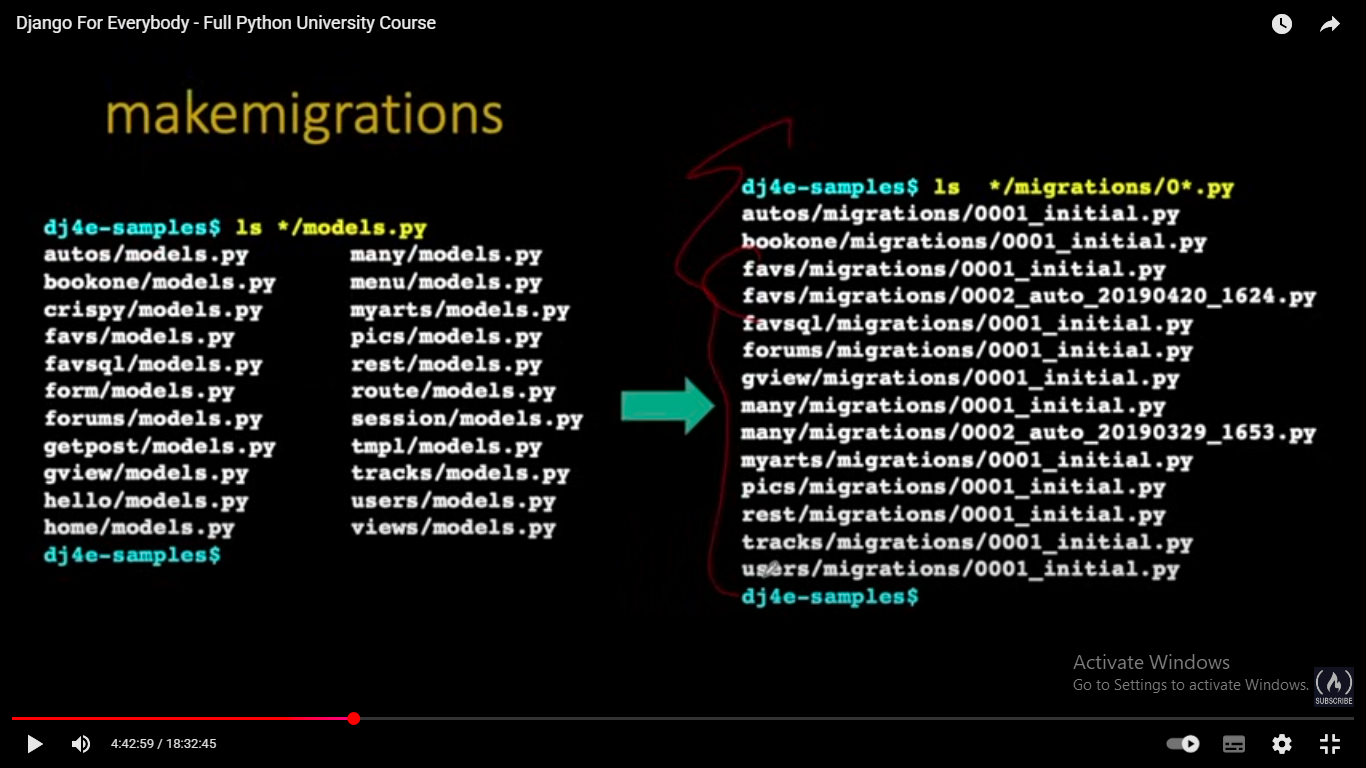 Django For Everybody - Full Python University Course
makemigrations
dj4e-samples$ ls */models.py
autos/models.py many/models.py
bookone/models.py menu/models.py
crispy/models.py myarts/models.py
favs/models.py pics/models.py
favsql/models.py rest/models.py
form/models.py route/models.py
forums/models.py session/models.py
getpost/models.py tmpl/models.py
gview/models.py tracks/models.py
hello/models.py users/models.py
home/models.py views/models.py
dj4e-samples$
dj4e-samples$ ls */migrations/0*.py
autos/migrations/0001_initial.py
bookone/migrations/0001_initial.py
favs/migrations/0001_initial.py
favs/migrations/0002_auto_20190420_1624.py
favsql/migrations/0001_initial.py
forums/migrations/0001_initial.py
gview/migrations/0001_initial.py
many/migrations/0001_initial.py
many/migrations/0002_auto_20190329_1653.py
myarts/migrations/0001_initial.py
pics/migrations/0001_initial.py
rest/migrations/0001_initial.py
tracks/migrations/0001_initial.py
users/migrations/0001_initial.py
dj4e-samples$
Activate Windows
Go to Settings to activate Windows.
SUBSCRIBE
4:42:59 / 18:32:45